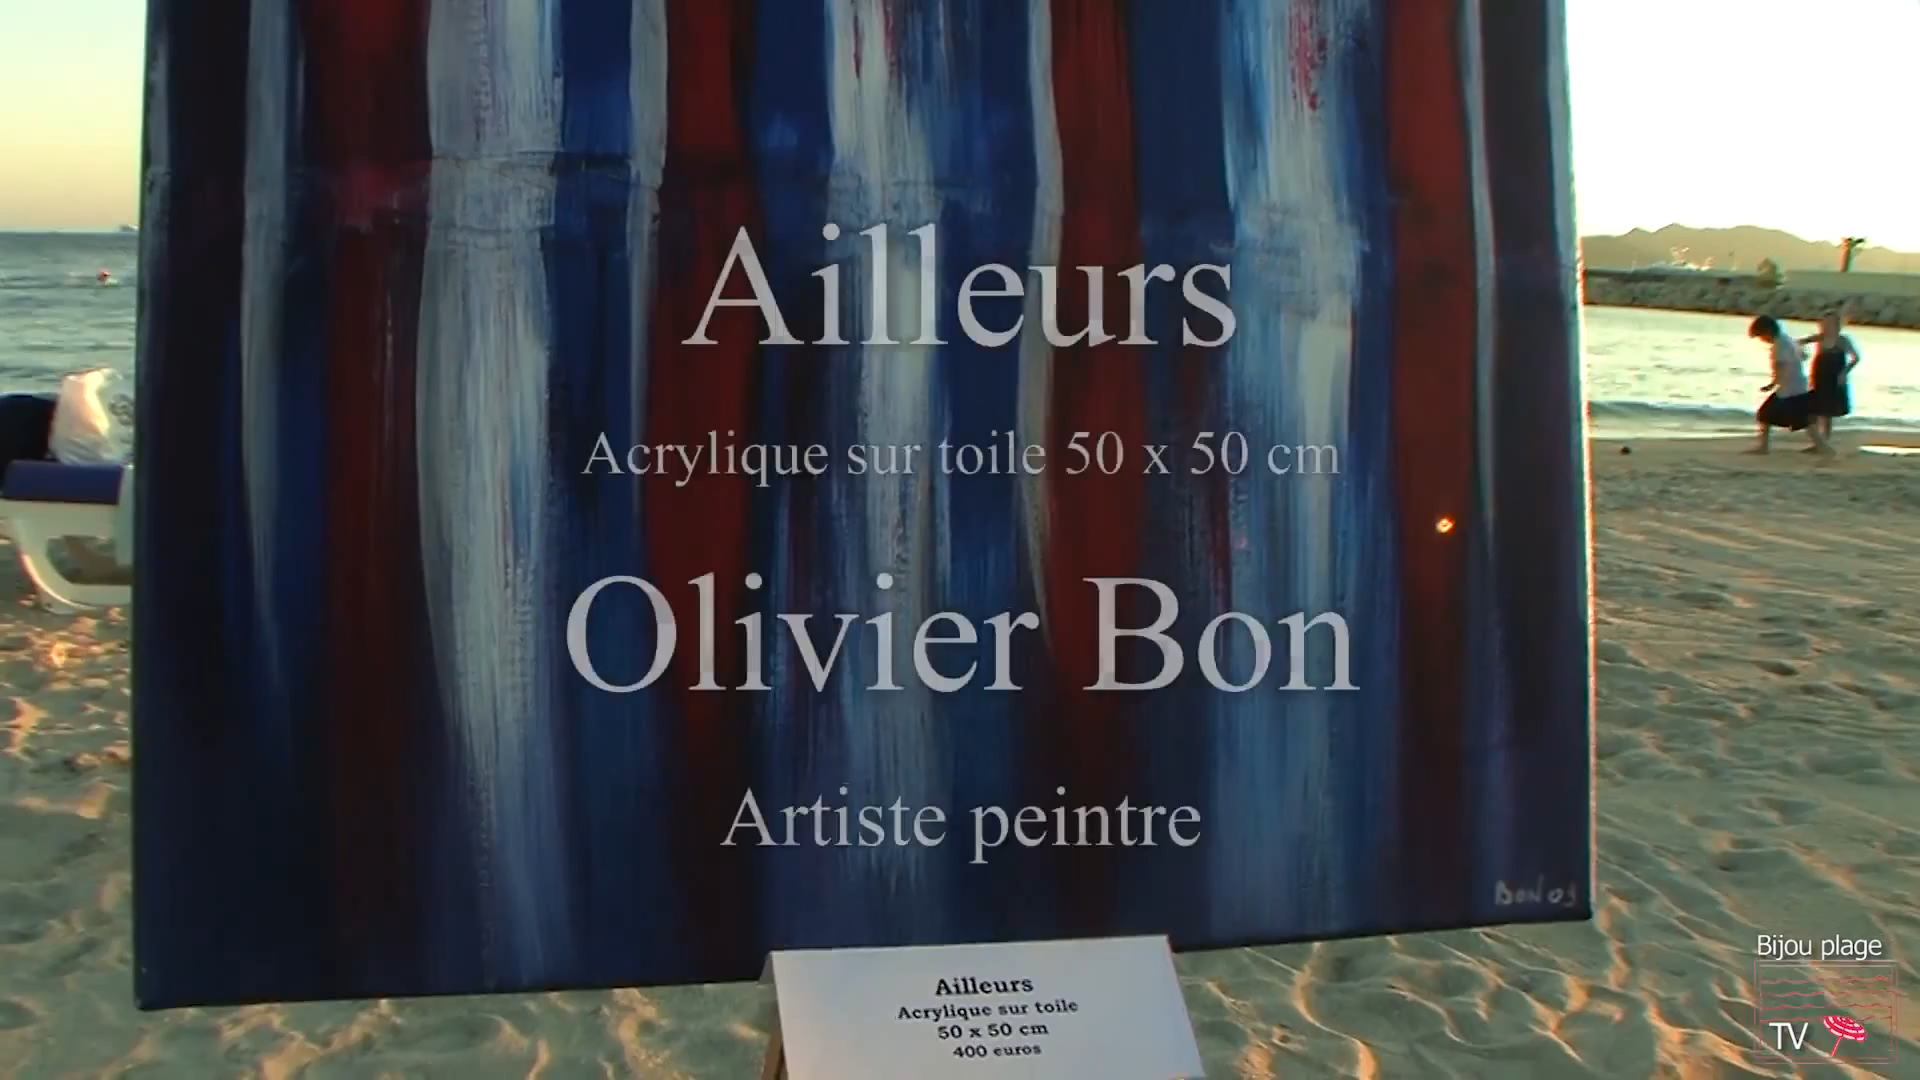 Ailleurs
Acrylique sur toile 50 x 50 cm
Olivier Bon
Artiste peintre
BON 09
Ailleurs
Acrylique sur toile
50 x 50 cm
400 euros
Bijou plage
TV